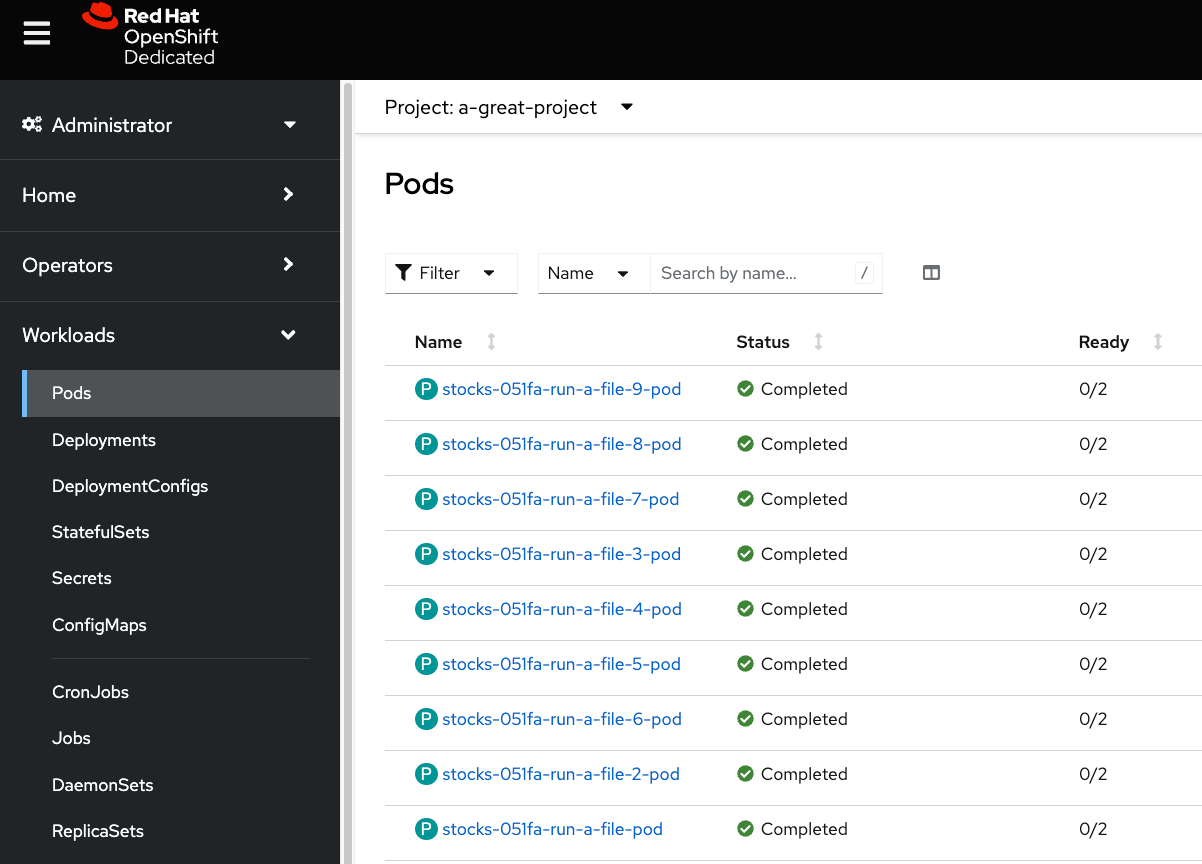 Red Hat
OpenShift
Dedicated
Administrator
Home
Operators
Workloads
Pods
Deployments
DeploymentConfigs
StatefulSets
Secrets
ConfigMaps
CronJobs
Jobs
DaemonSets
ReplicaSets
Project: a-great-project
Pods
Filter Name Search by name... /
Name Status Ready
P stocks-051fa-run-a-file-9-pod Completed 0/2
P stocks-051fa-run-a-file-8-pod Completed 0/2
P stocks-051fa-run-a-file-7-pod Completed 0/2
P stocks-051fa-run-a-file-3-pod Completed 0/2
P stocks-051fa-run-a-file-4-pod Completed 0/2
P stocks-051fa-run-a-file-5-pod Completed 0/2
P stocks-051fa-run-a-file-6-pod Completed 0/2
P stocks-051fa-run-a-file-2-pod Completed 0/2
P stocks-051fa-run-a-file-pod Completed 0/2